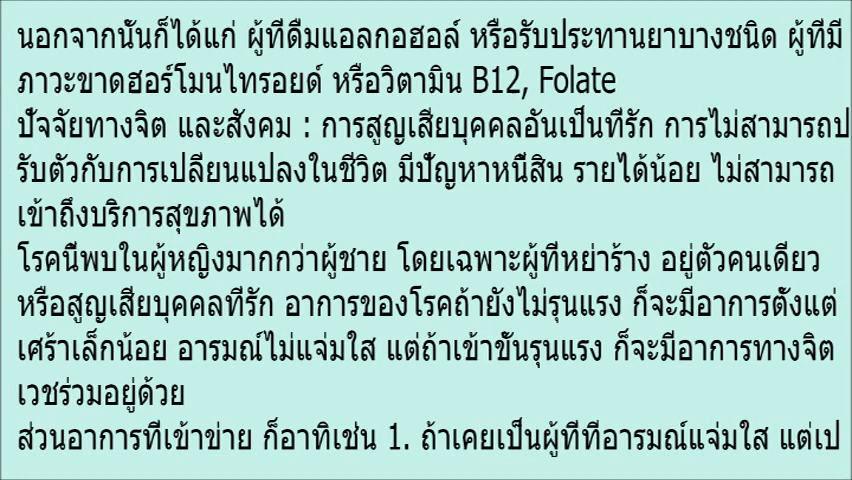 นอกจากนั้นก็ได้แก่ ผู้ที่ดื่มแอลกอฮอล์ หรือรับประทานยาบางชนิด ผู้ที่มี
ภาวะขาดฮอร์โมนไทรอยด์ หรือวิตามิน B12, Folate
ปัจจัยทางจิต และสังคม : การสูญเสียบุคคลอันเป็นที่รัก การไม่สามารถป
รับตัวกับการเปลี่ยนแปลงในชีวิต มีปัญหาหนี้สิน รายได้น้อย ไม่สามารถ
เข้าถึงบริการสุขภาพได้
โรคนี้พบในผู้หญิงมากกว่าผู้ชาย โดยเฉพาะผู้ที่หย่าร้าง อยู่ตัวคนเดียว
หรือสูญเสียบุคคลที่รัก อาการของโรคถ้ายังไม่รุนแรง ก็จะมีอาการตั้งแต่
เศร้าเล็กน้อย อารมณ์ไม่แจ่มใส แต่ถ้าเข้าขั้นรุนแรง ก็จะมีอาการทางจิต
เวชร่วมอยู่ด้วย
ส่วนอาการที่เข้าข่าย ก็อาทิเช่น 1. ถ้าเคยเป็นผู้ที่ที่อารมณ์แจ่มใส แต่เป